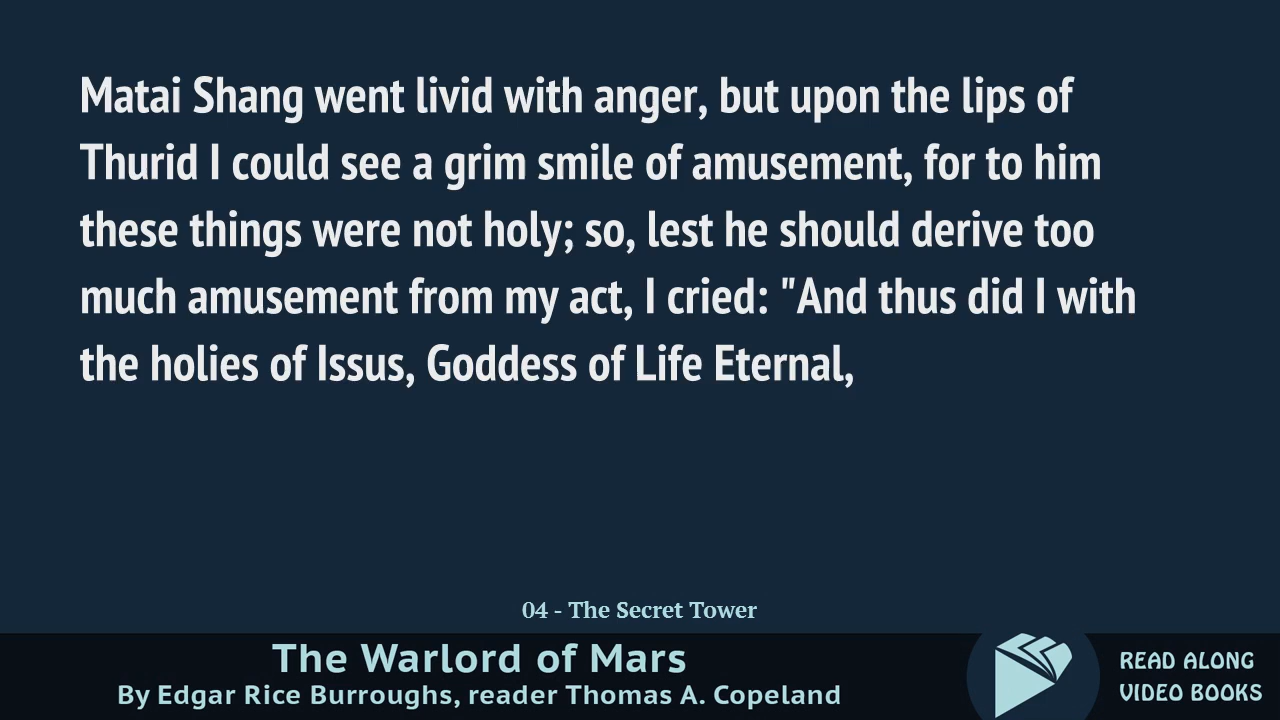 Matai Shang went livid with anger, but upon the lips of
Thurid I could see a grim smile of amusement, for to him
these things were not holy; so, lest he should derive too
much amusement from my act, I cried: "And thus did I with
the holies of Issus, Goddess of Life Eternal,
04 - The Secret Tower
The Warlord of Mars
By Edgar Rice Burroughs, reader Thomas A. Copeland
READ ALONG
VIDEO BOOKS